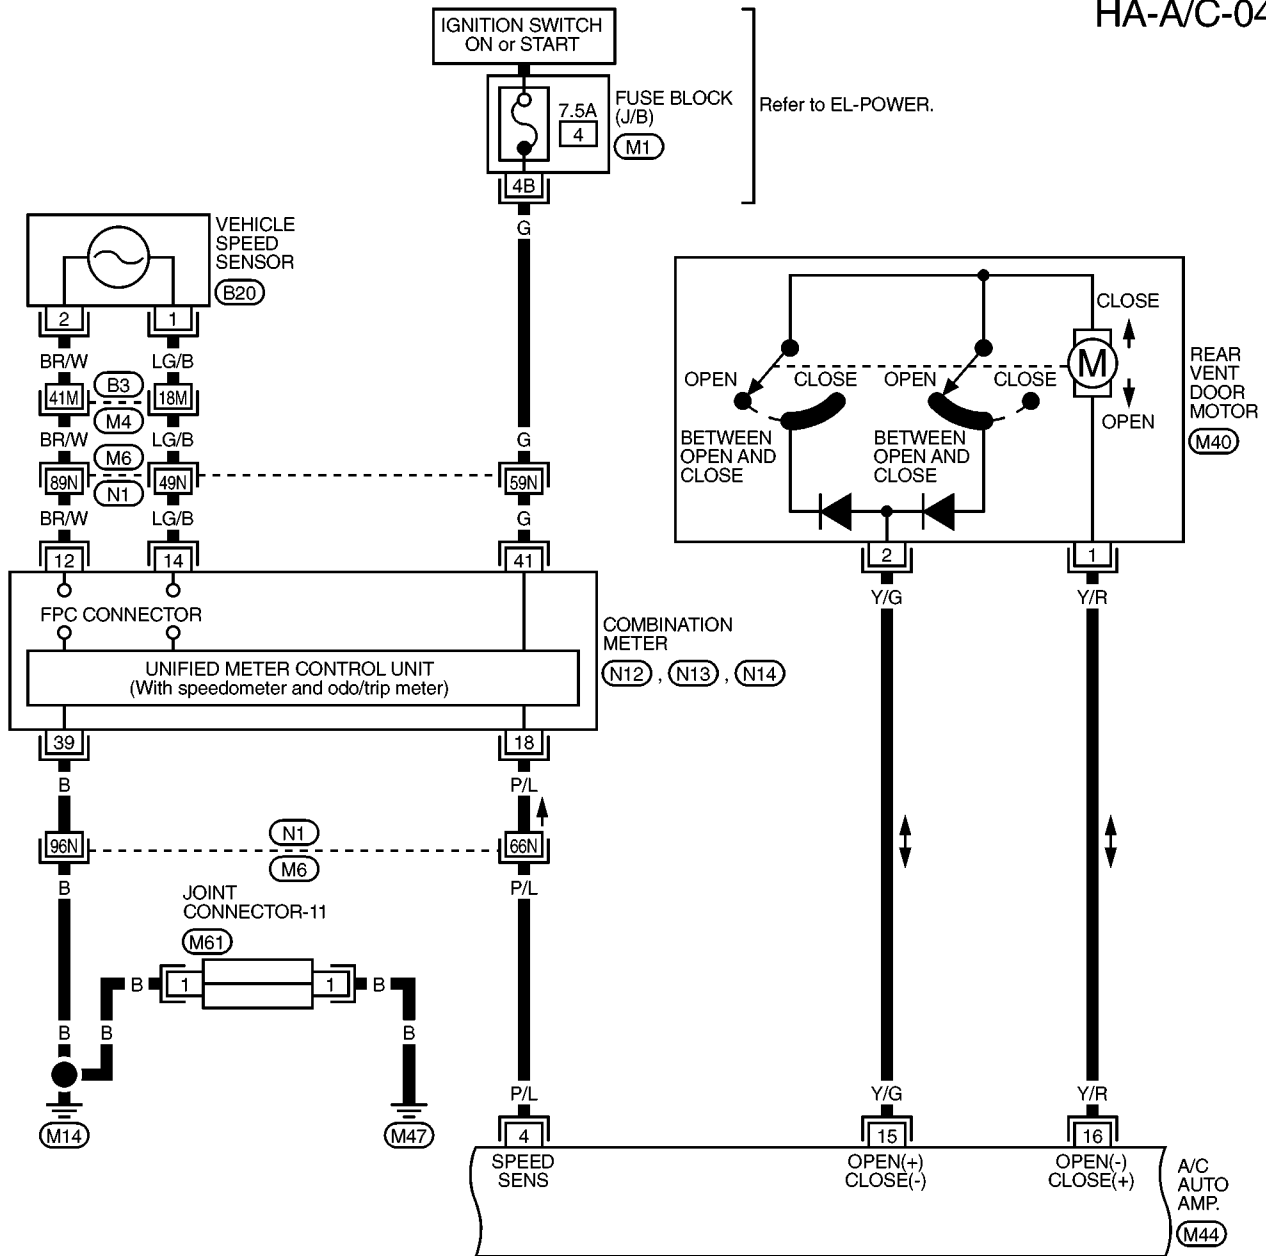 HA-A/C-04
IGNITION SWITCH
ON or START
7.5A
4
FUSE BLOCK
(J/B)
M1
Refer to EL-POWER.
4B
G
VEHICLE
SPEED
SENSOR
B20
2
1
BR/W
LG/B
41M
B3
18M
M4
BR/W
LG/B
G
M6
89N
49N
59N
N1
BR/W
LG/B
G
12
14
41
FPC CONNECTOR
UNIFIED METER CONTROL UNIT
(With speedometer and odo/trip meter)
COMBINATION
METER
N12 , N13 , N14
39
18
B
P/L
96N
N1
66N
M6
B
P/L
JOINT
CONNECTOR-11
M61
B
1
1
B
B
B
B
M14
M47
CLOSE
M
OPEN
OPEN
CLOSE
OPEN
CLOSE
BETWEEN
OPEN AND
CLOSE
BETWEEN
OPEN AND
CLOSE
REAR
VENT
DOOR
MOTOR
M40
2
1
Y/G
Y/R
P/L
Y/G
Y/R
4
15
16
SPEED
SENS
OPEN(+)
CLOSE(-)
OPEN(-)
CLOSE(+)
A/C
AUTO
AMP.
M44